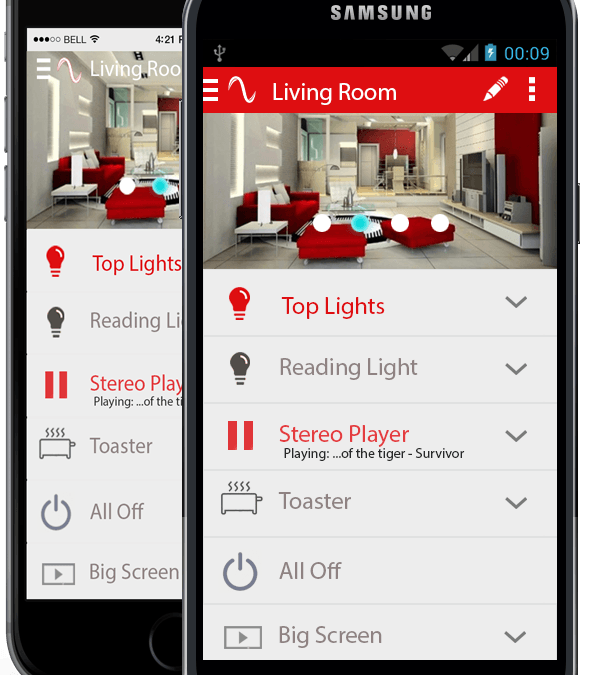 ●●●○○ BELL
4:21 P
Living Roo
Top Lights
Reading Li
Stereo Play
Playing: ...of the ti
Toaster
All Off
Big Screen
SAMSUNG
00:09
Living Room
Top Lights
Reading Light
Stereo Player
Playing: ...of the tiger - Survivor
Toaster
All Off
Big Screen